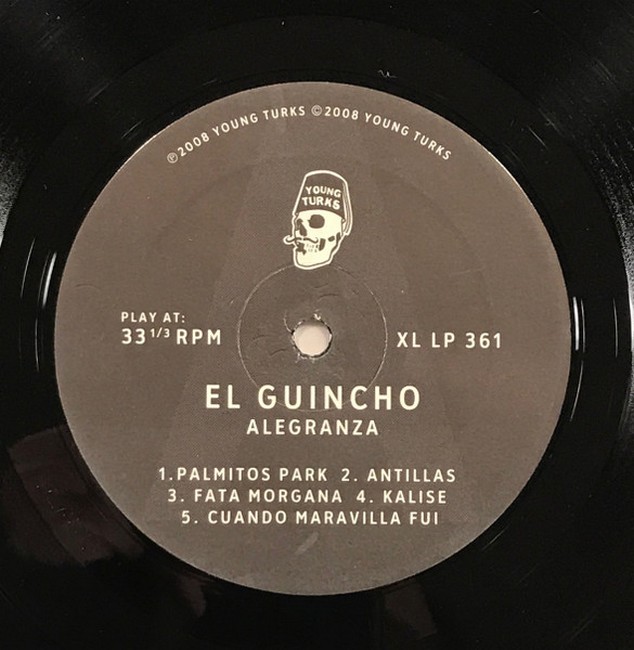 ℗2008 YOUNG TURKS ©2008 YOUNG TURKS
YOUNG
TURKS
PLAY AT:
33 1/3 RPM
XL LP 361
EL GUINCHO
ALEGRANZA
1.PALMITOS PARK 2. ANTILLAS
3. FATA MORGANA 4. KALISE
5. CUANDO MARAVILLA FUI